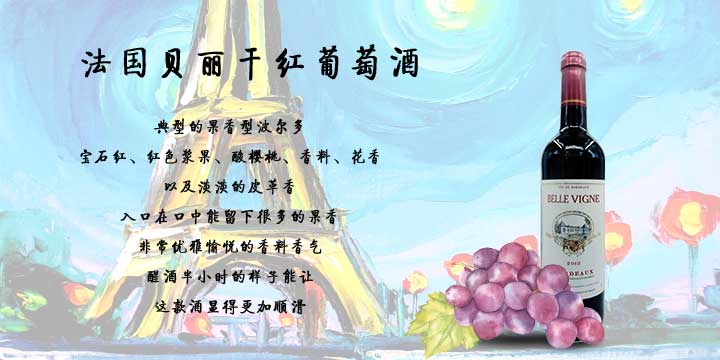 法国贝丽干红葡萄酒
典型的果香型波尔多
宝石红、红色浆果、酸樱桃、香料、花香
以及淡淡的皮革香
入口在口中能留下很多的果香
非常优雅愉悦的香料香气
醒酒半小时的样子能让
这款酒显得更加顺滑
VIN DE BORDEAUX
BELLE VIGNE